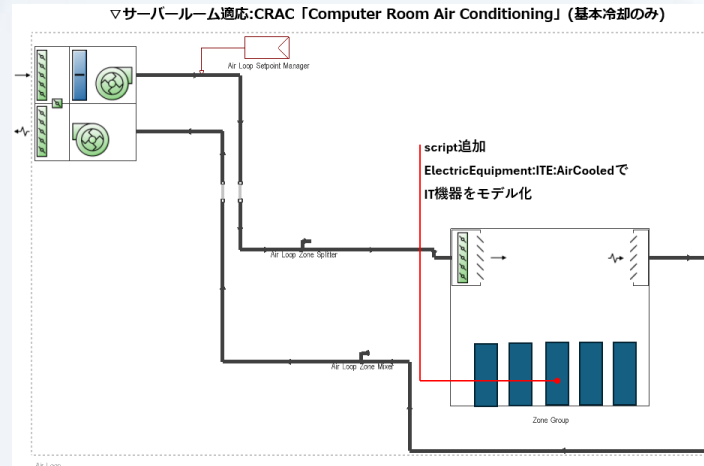 ▽サーバールーム適応:CRAC「Computer Room Air Conditioning」(基本冷却のみ)
Air Loop Setpoint Manager
script追加
ElectricEquipment:ITE:AirCooledで
IT機器をモデル化
Air Loop Zone Splitter
Air Loop Zone Mixer
Zone Group
Air Loop